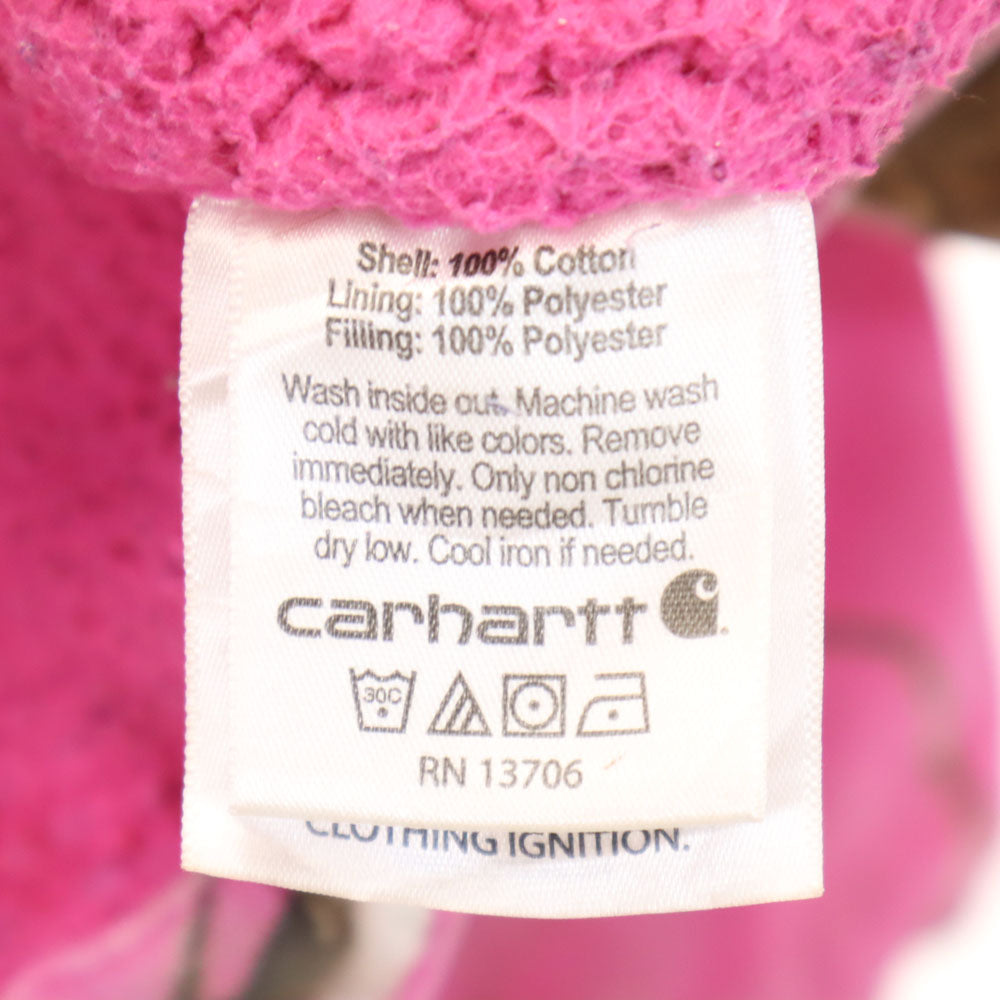 Shell: 100% Cotton
Lining: 100% Polyester
Filling: 100% Polyester
Wash inside out. Machine wash
cold with like colors. Remove
immediately. Only non chlorine
bleach when needed. Tumble
dry low. Cool iron if needed.
carhartt
30C
RN 13706
CLOTHING IGNITION.